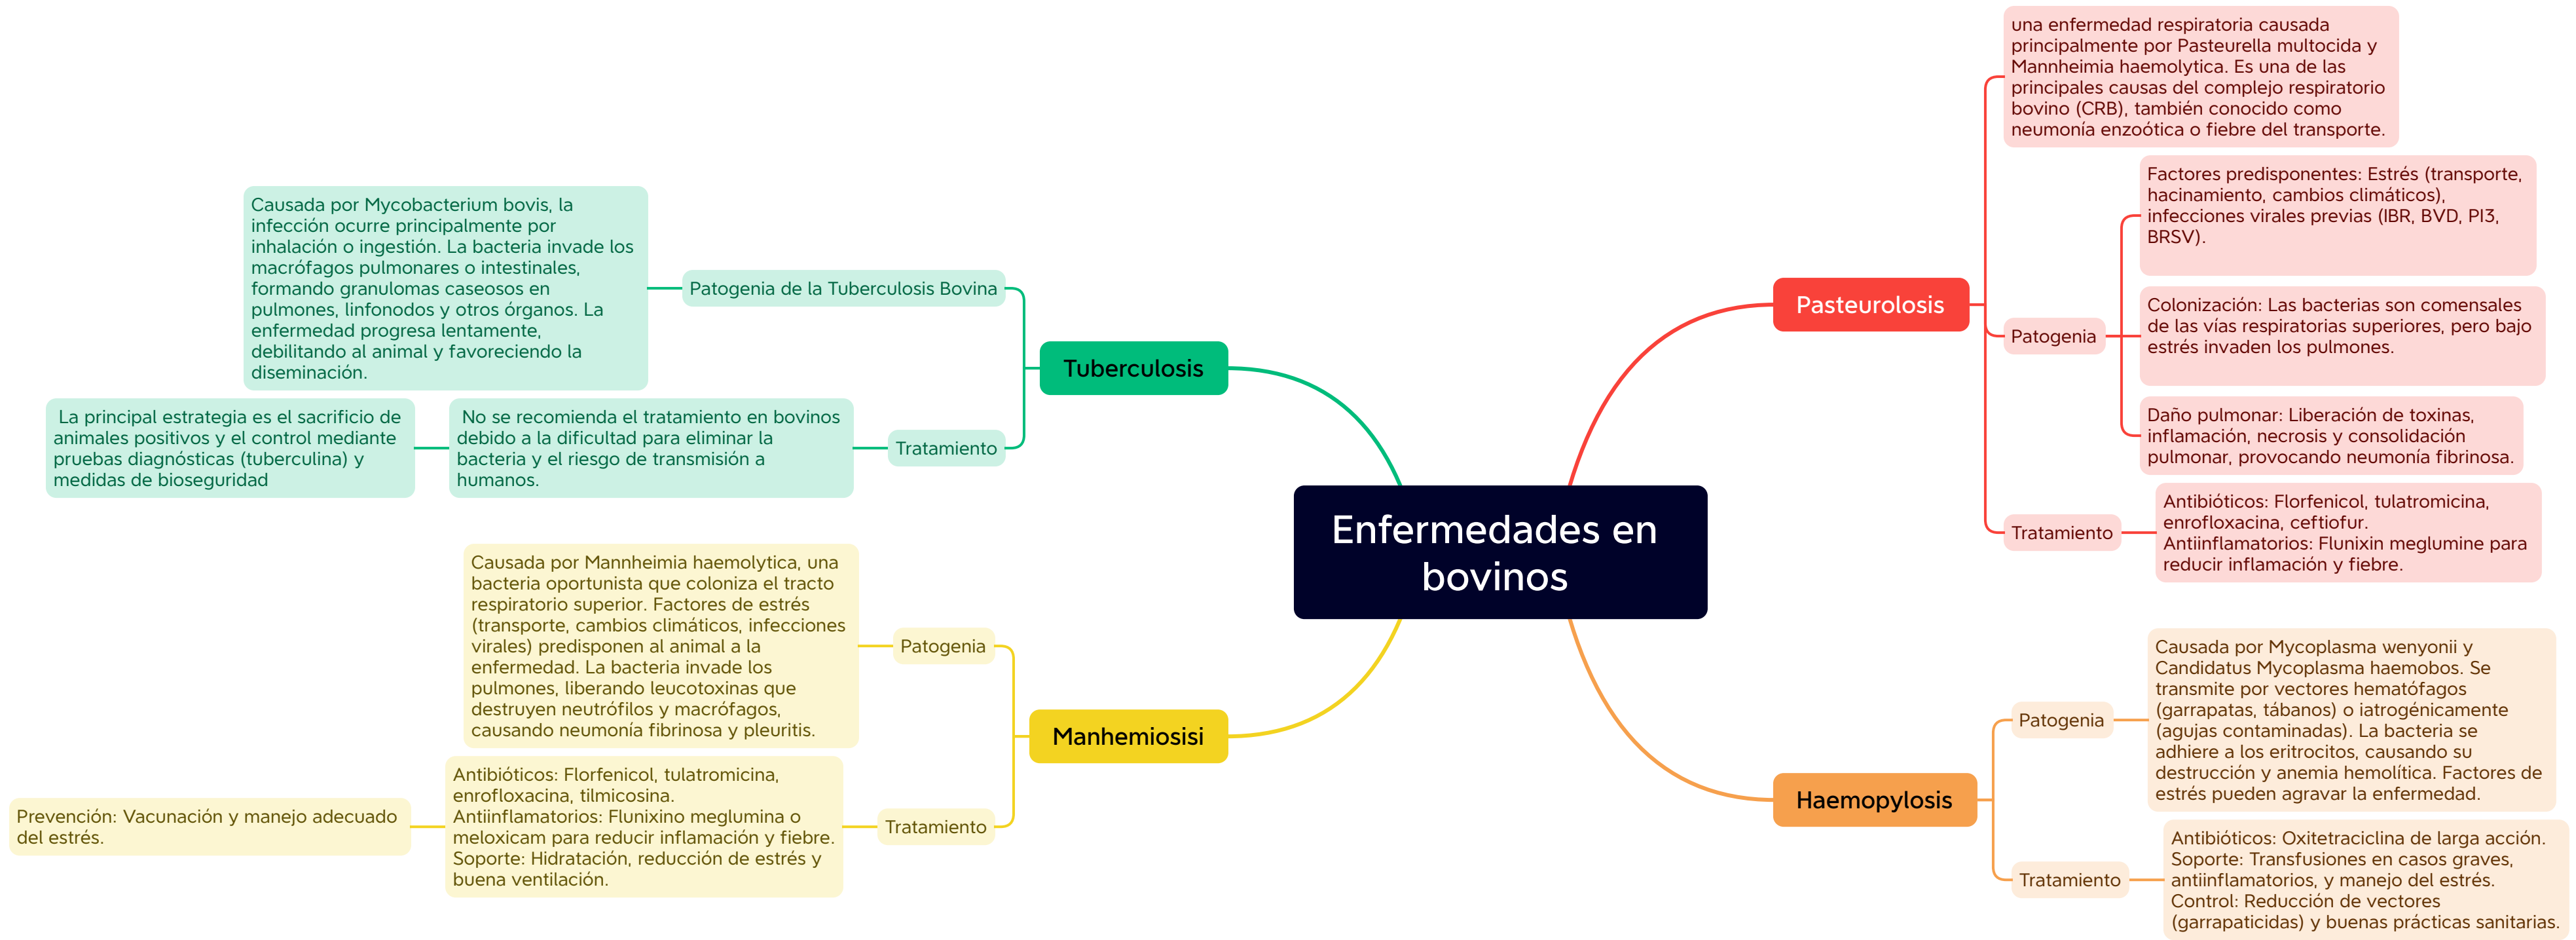 Enfermedades en
bovinos
Pasteurolosis
una enfermedad respiratoria causada
principalmente por Pasteurella multocida y
Mannheimia haemolytica. Es una de las
principales causas del complejo respiratorio
bovino (CRB), también conocido como
neumonía enzoótica o fiebre del transporte.
Patogenia
Factores predisponentes: Estrés (transporte,
hacinamiento, cambios climáticos),
infecciones virales previas (IBR, BVD, PI3,
BRSV).
Colonización: Las bacterias son comensales
de las vías respiratorias superiores, pero bajo
estrés invaden los pulmones.
Daño pulmonar: Liberación de toxinas,
inflamación, necrosis y consolidación
pulmonar, provocando neumonía fibrinosa.
Tratamiento
Antibióticos: Florfenicol, tulatromicina,
enrofloxacina, ceftiofur.
Antiinflamatorios: Flunixin meglumine para
reducir inflamación y fiebre.
Haemopylosis
Patogenia
Causada por Mycoplasma wenyonii y
Candidatus Mycoplasma haemobos. Se
transmite por vectores hematófagos
(garrapatas, tábanos) o iatrogénicamente
(agujas contaminadas). La bacteria se
adhiere a los eritrocitos, causando su
destrucción y anemia hemolítica. Factores de
estrés pueden agravar la enfermedad.
Tratamiento
Antibióticos: Oxitetraciclina de larga acción.
Soporte: Transfusiones en casos graves,
antiinflamatorios, y manejo del estrés.
Control: Reducción de vectores
(garrapaticidas) y buenas prácticas sanitarias.
Tuberculosis
Patogenia de la Tuberculosis Bovina
Causada por Mycobacterium bovis, la
infección ocurre principalmente por
inhalación o ingestión. La bacteria invade los
macrófagos pulmonares o intestinales,
formando granulomas caseosos en
pulmones, linfonodos y otros órganos. La
enfermedad progresa lentamente,
debilitando al animal y favoreciendo la
diseminación.
Tratamiento
No se recomienda el tratamiento en bovinos
debido a la dificultad para eliminar la
bacteria y el riesgo de transmisión a
humanos.
La principal estrategia es el sacrificio de
animales positivos y el control mediante
pruebas diagnósticas (tuberculina) y
medidas de bioseguridad
Manhemiosisi
Patogenia
Causada por Mannheimia haemolytica, una
bacteria oportunista que coloniza el tracto
respiratorio superior. Factores de estrés
(transporte, cambios climáticos, infecciones
virales) predisponen al animal a la
enfermedad. La bacteria invade los
pulmones, liberando leucotoxinas que
destruyen neutrófilos y macrófagos,
causando neumonía fibrinosa y pleuritis.
Tratamiento
Antibióticos: Florfenicol, tulatromicina,
enrofloxacina, tilmicosina.
Antiinflamatorios: Flunixino meglumina o
meloxicam para reducir inflamación y fiebre.
Soporte: Hidratación, reducción de estrés y
buena ventilación.
Prevención: Vacunación y manejo adecuado
del estrés.